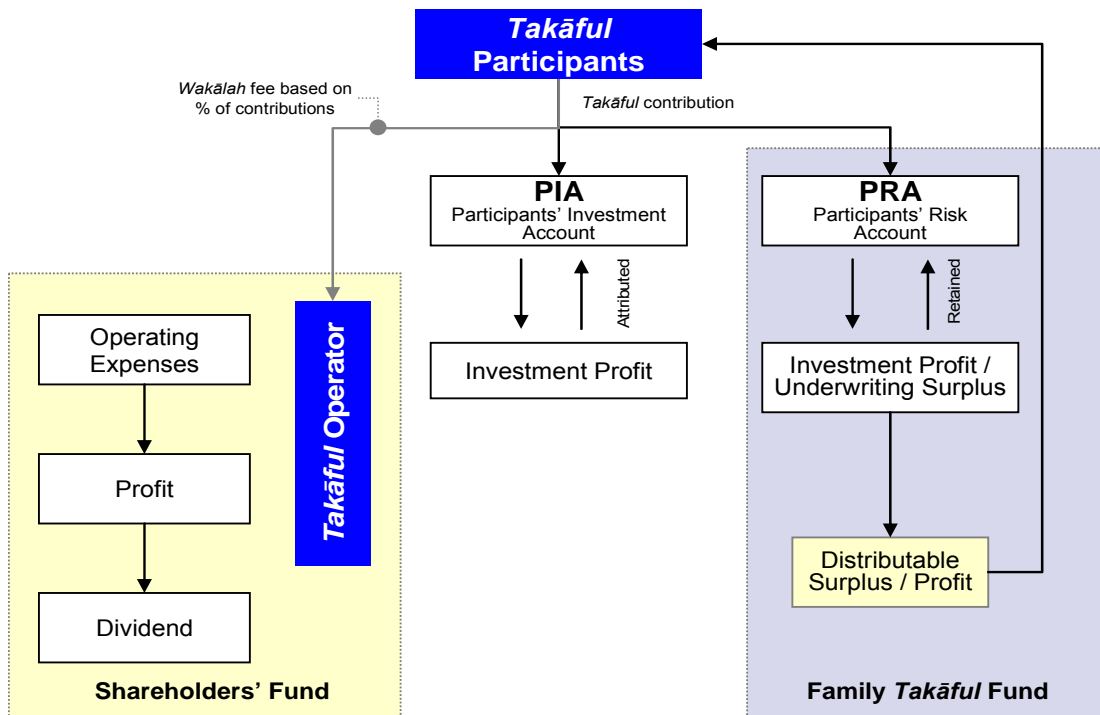 Takāful
Participants
Wakālah fee based on
% of contributions
Takāful contribution
PIA
Participants' Investment
Account
PRA
Participants' Risk
Account
Attributed
Retained
Operating
Expenses
Takāful Operator
Investment Profit
Investment Profit /
Underwriting Surplus
Profit
Distributable
Surplus / Profit
Dividend
Shareholders' Fund
Family Takāful Fund